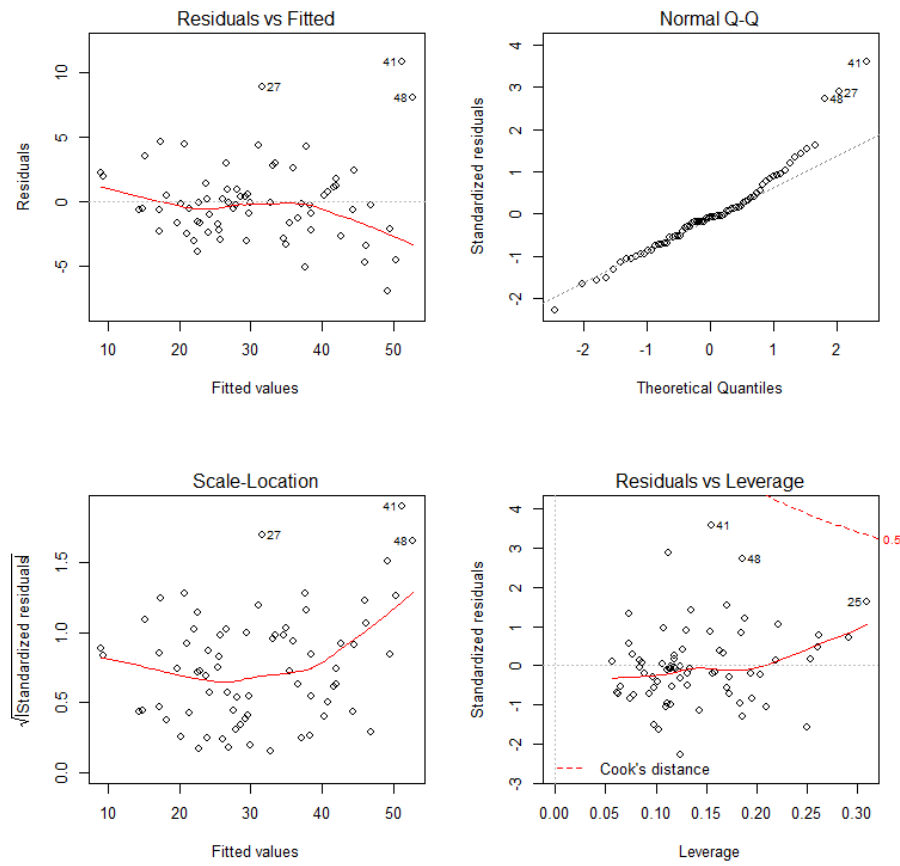 Residuals vs Fitted
Residuals
10
5
0
-5
41
27
48
10 20 30 40 50
Fitted values
Normal Q-Q
Standardized residuals
4
3
2
1
0
-1
-2
41
27
48
-2 -1 0 1 2
Theoretical Quantiles
Scale-Location
√|Standardized residuals|
1.5
1.0
0.5
0.0
41
27
48
10 20 30 40 50
Fitted values
Residuals vs Leverage
Standardized residuals
4
3
2
1
0
-1
-2
-3
41
48
25
0.5
Cook's distance
0.00 0.05 0.10 0.15 0.20 0.25 0.30
Leverage